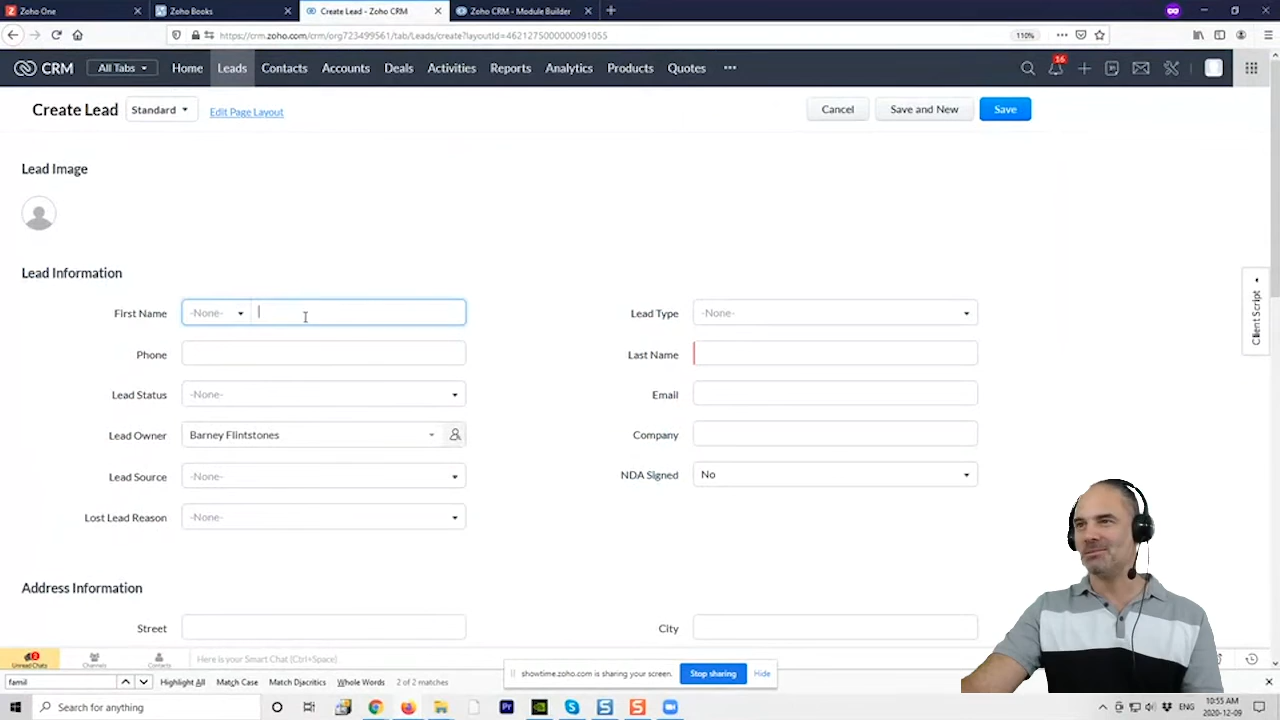 Zoho One
Zoho Books
Create Lead - Zoho CRM
Zoho CRM - Module Builder
https://crm.zoho.com/crm/org723499561/tab/Leads/create?layoutId=4621275000000091055
110%
CRM
All Tabs
Home
Leads
Contacts
Accounts
Deals
Activities
Reports
Analytics
Products
Quotes
16
Create Lead
Standard
Edit Page Layout
Cancel
Save and New
Save
Lead Image
Lead Information
First Name
-None-
Lead Type
-None-
Phone
Last Name
Lead Status
-None-
Email
Lead Owner
Barney Flintstones
Company
Lead Source
-None-
NDA Signed
No
Lost Lead Reason
-None-
Client Script
Address Information
Street
City
Unread Chats
2
Channels
Contacts
Here is your Smart Chat (Ctrl+Space)
showtime.zoho.com is sharing your screen.
Stop sharing
Hide
famil
Highlight All
Match Case
Match Diacritics
Whole Words
2 of 2 matches
Search for anything
ENG
10:55 AM
2020-12-09